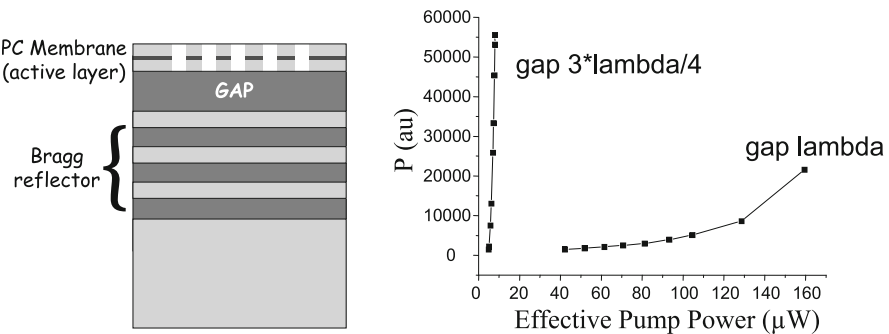 PC Membrane
(active layer)
GAP
Bragg
reflector
P (au)
60000
50000
40000
30000
20000
10000
0
gap 3*lambda/4
gap lambda
0 20 40 60 80 100 120 140 160
Effective Pump Power (µW)